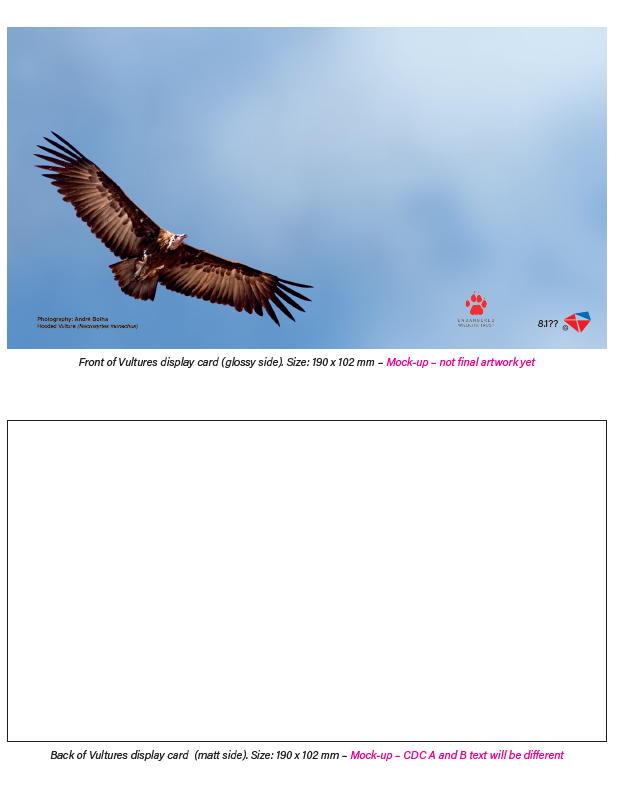 Photography: André Botha
Hooded Vulture (Necrosyrtes monachus)
ENDANGERED
WILDLIFE TRUST
8.1??
©
Front of Vultures display card (glossy side). Size: 190 x 102 mm – Mock-up – not final artwork yet
Back of Vultures display card (matt side). Size: 190 x 102 mm – Mock-up – CDC A and B text will be different